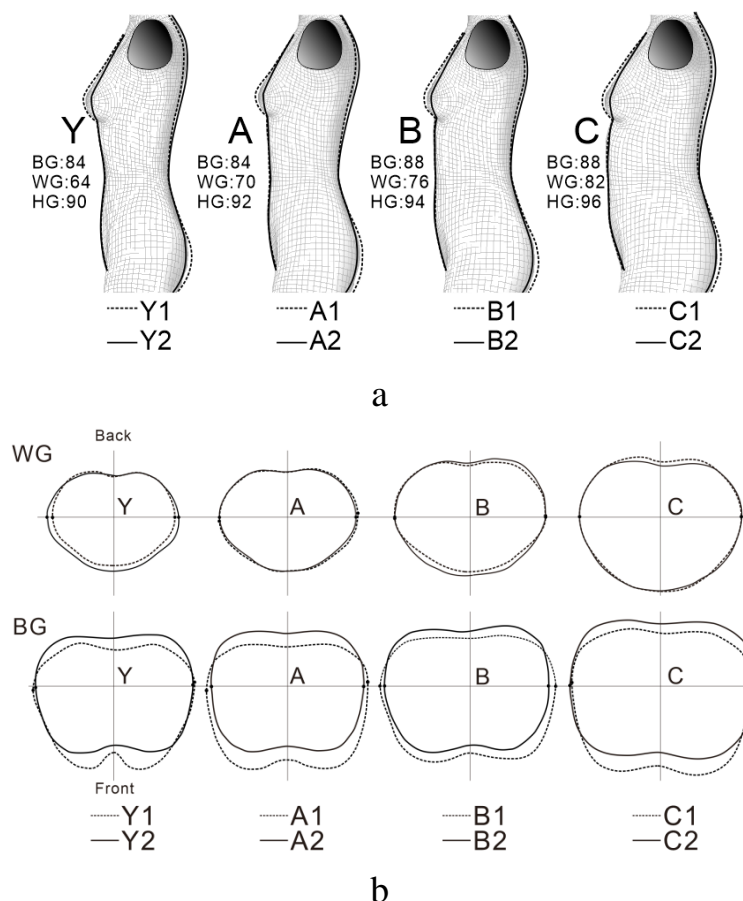 Y
BG:84
WG:64
HG:90
A
BG:84
WG:70
HG:92
B
BG:88
WG:76
HG:94
C
BG:88
WG:82
HG:96
Y1
Y2
A1
A2
B1
B2
C1
C2
a
WG
Back
Y
A
B
C
BG
Y
A
B
C
Front
Y1
Y2
A1
A2
B1
B2
C1
C2
b